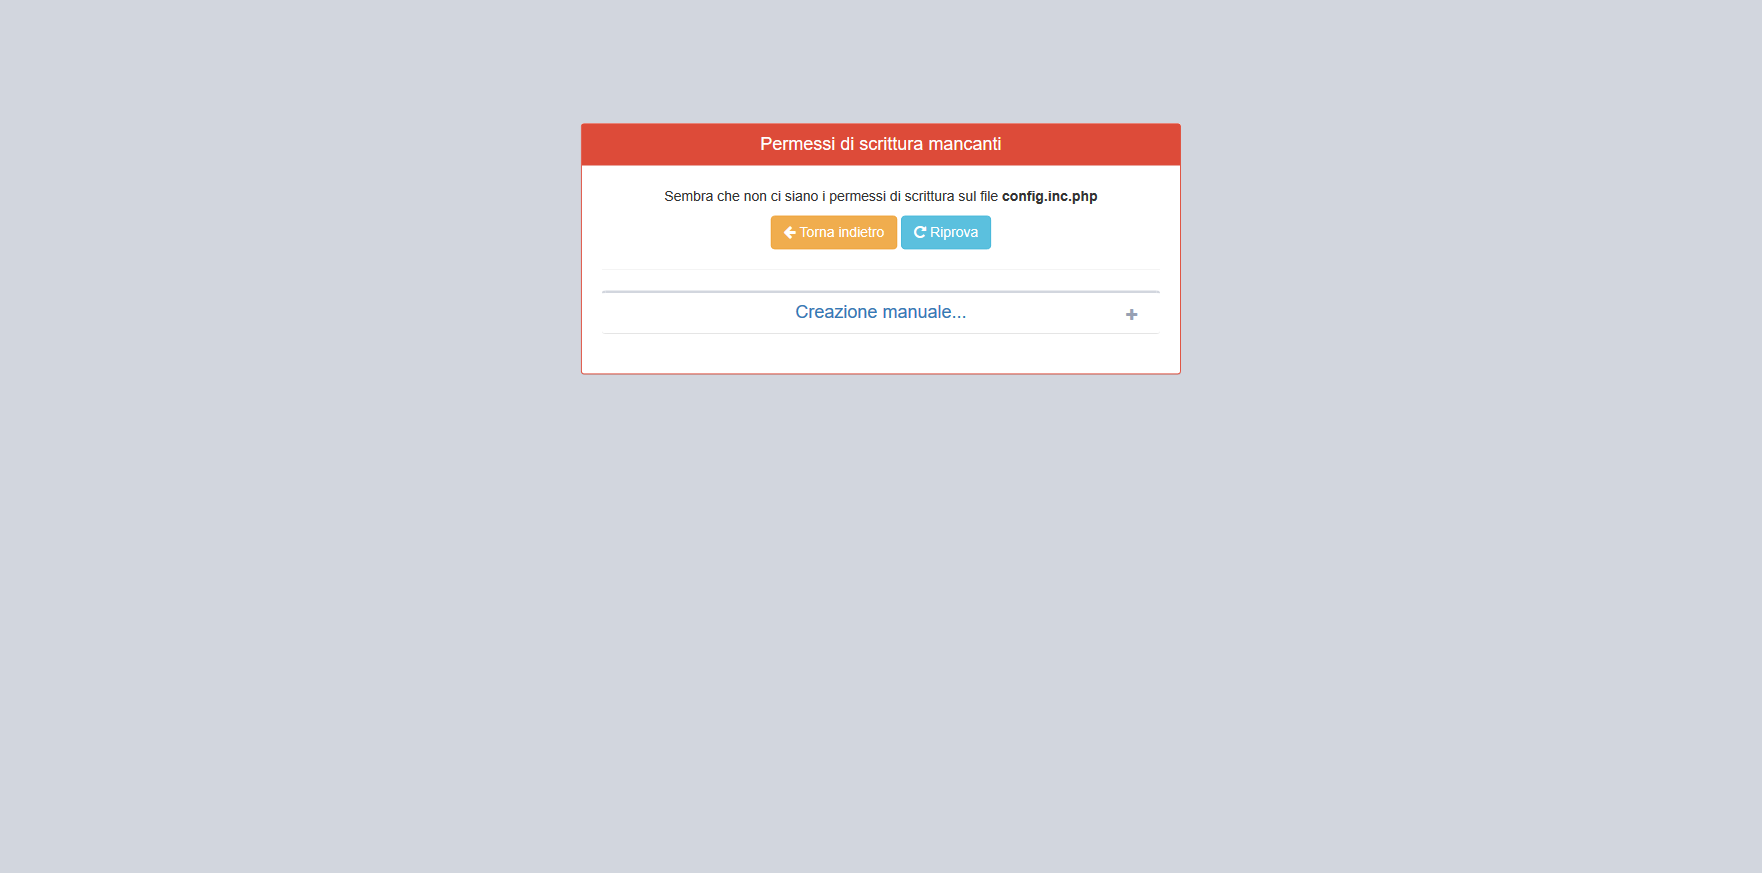 Permessi di scrittura mancanti
Sembra che non ci siano i permessi di scrittura sul file config.inc.php
Torna indietro Riprova
Creazione manuale...